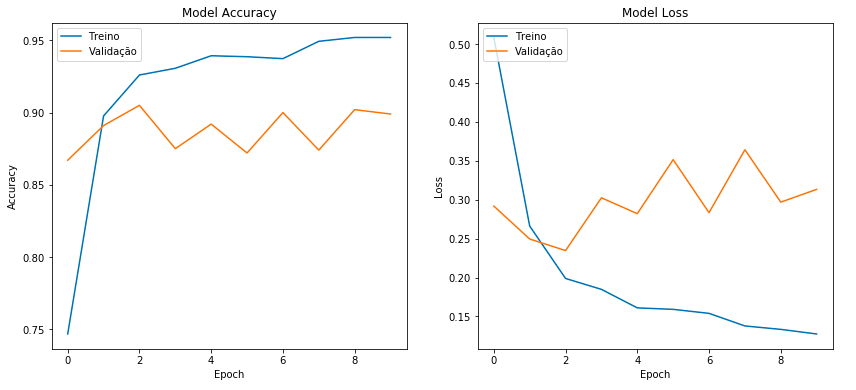 Model Accuracy
Treino
Validação
0.95
0.90
0.85
0.80
0.75
Accuracy
0
2
4
6
8
Epoch
Model Loss
Treino
Validação
0.50
0.45
0.40
0.35
0.30
0.25
0.20
0.15
Loss
0
2
4
6
8
Epoch